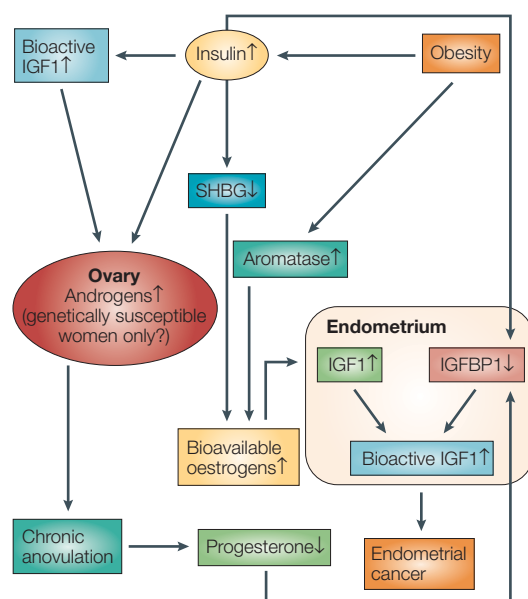 Bioactive
IGF1↑
Insulin↑
Obesity
SHBG↓
Aromatase↑
Ovary
Androgens↑
(genetically susceptible
women only?)
Endometrium
IGF1↑
IGFBP1↓
Bioavailable
oestrogens↑
Bioactive IGF1↑
Chronic
anovulation
Progesterone↓
Endometrial
cancer